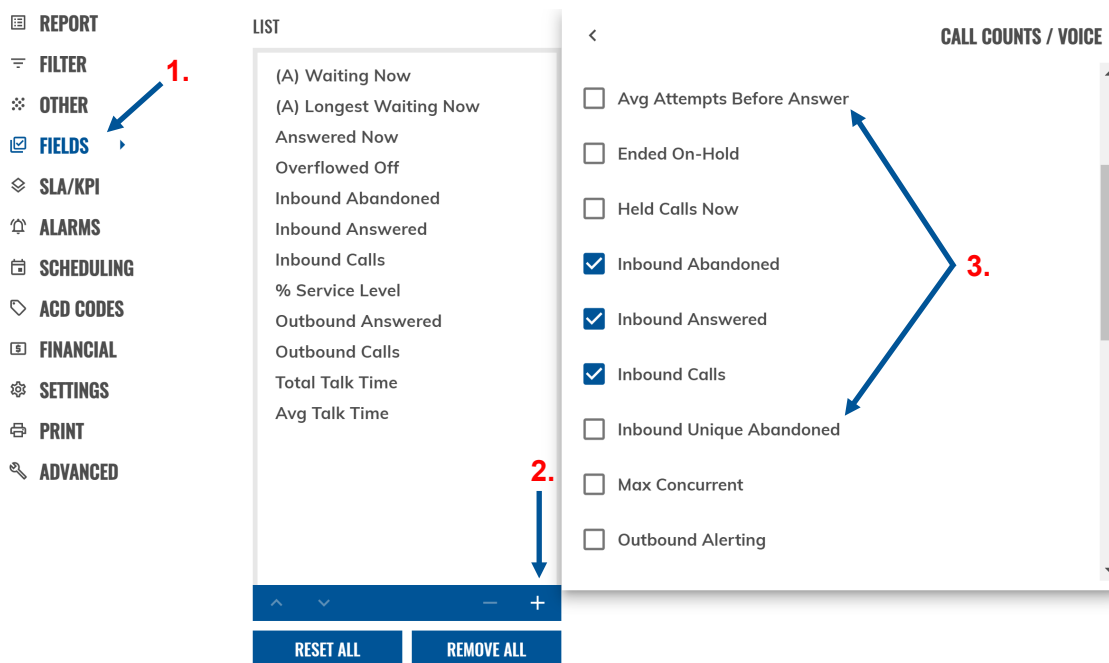 REPORT
FILTER
OTHER
FIELDS
SLA/KPI
ALARMS
SCHEDULING
ACD CODES
FINANCIAL
SETTINGS
PRINT
ADVANCED
1.
LIST
(A) Waiting Now
(A) Longest Waiting Now
Answered Now
Overflowed Off
Inbound Abandoned
Inbound Answered
Inbound Calls
% Service Level
Outbound Answered
Outbound Calls
Total Talk Time
Avg Talk Time
2.
RESET ALL
REMOVE ALL
CALL COUNTS / VOICE
Avg Attempts Before Answer
Ended On-Hold
Held Calls Now
Inbound Abandoned
Inbound Answered
Inbound Calls
Inbound Unique Abandoned
Max Concurrent
Outbound Alerting
3.